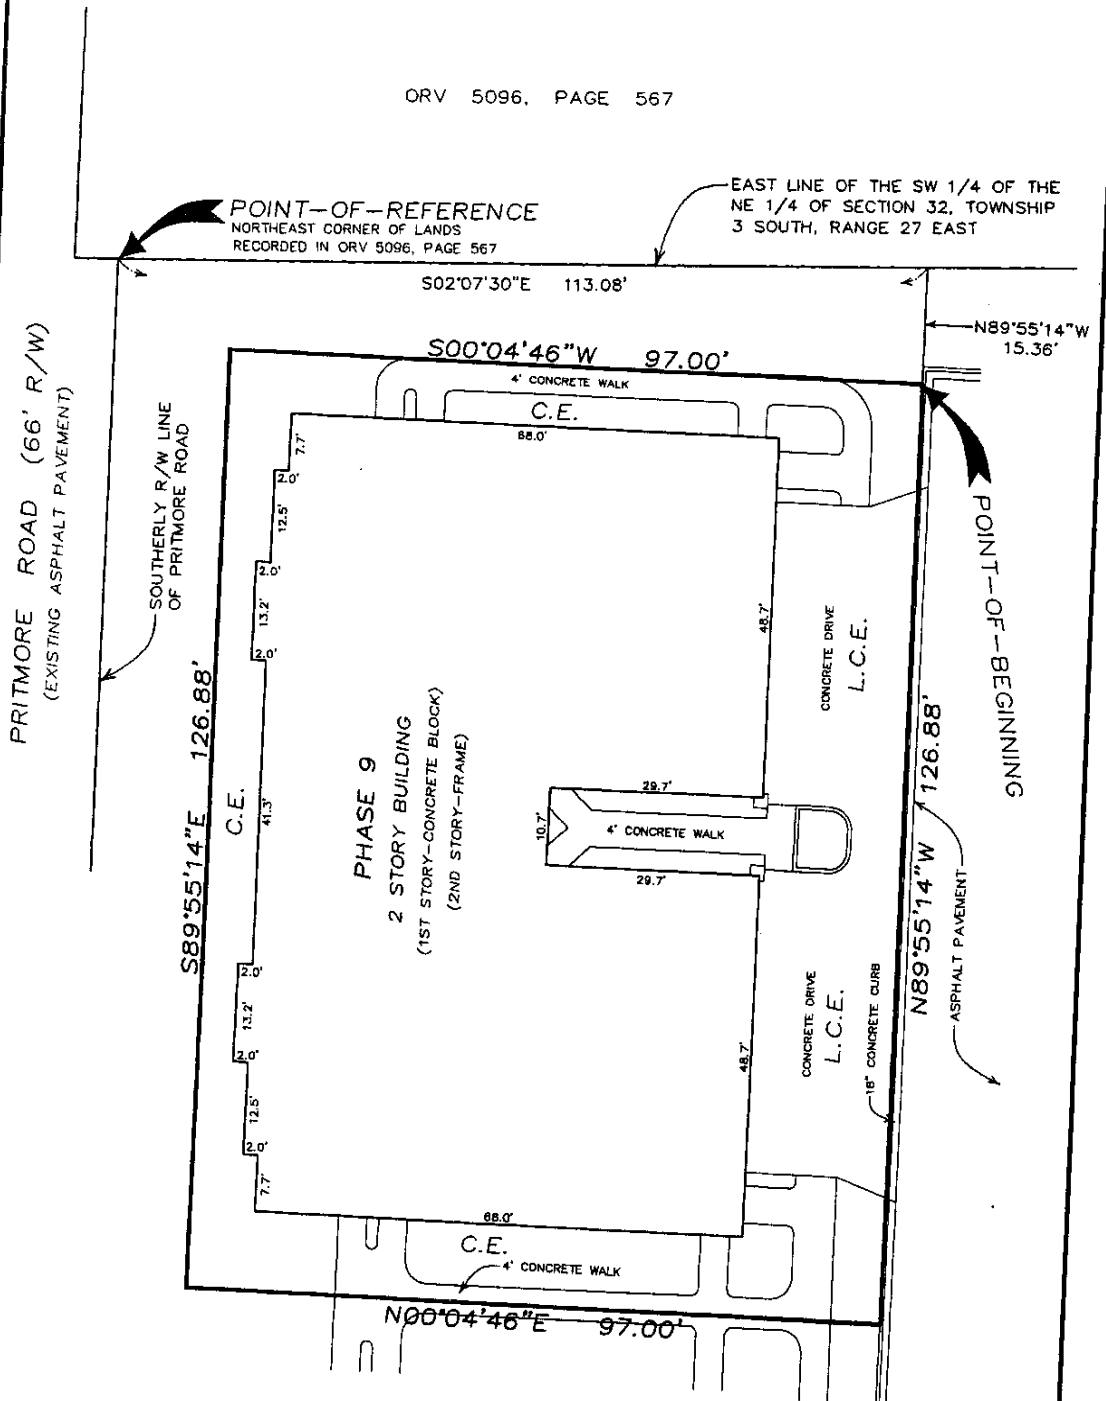 ORV 5096, PAGE 567
EAST LINE OF THE SW 1/4 OF THE
NE 1/4 OF SECTION 32, TOWNSHIP
3 SOUTH, RANGE 27 EAST
POINT-OF-REFERENCE
NORTHEAST CORNER OF LANDS
RECORDED IN ORV 5096, PAGE 567
S02°07'30"E 113.08'
N89°55'14"W
15.36'
S00°04'46"W 97.00'
4' CONCRETE WALK
C.E.
68.0'
PRITMORE ROAD (66' R/W)
(EXISTING ASPHALT PAVEMENT)
SOUTHERLY R/W LINE
OF PRITMORE ROAD
7.7'
2.0'
12.5'
2.0'
13.2'
2.0'
S89°55'14"E 126.88'
C.E.
41.3'
PHASE 9
2 STORY BUILDING
(1ST STORY-CONCRETE BLOCK)
(2ND STORY-FRAME)
48.7'
CONCRETE DRIVE
L.C.E.
POINT-OF-BEGINNING
29.7'
10.7'
4' CONCRETE WALK
29.7'
N89°55'14"W 126.88'
ASPHALT PAVEMENT
18" CONCRETE CURB
CONCRETE DRIVE
L.C.E.
48.7'
2.0'
13.2'
2.0'
12.5'
2.0'
7.7'
68.0'
C.E.
4' CONCRETE WALK
N00°04'46"E 97.00'